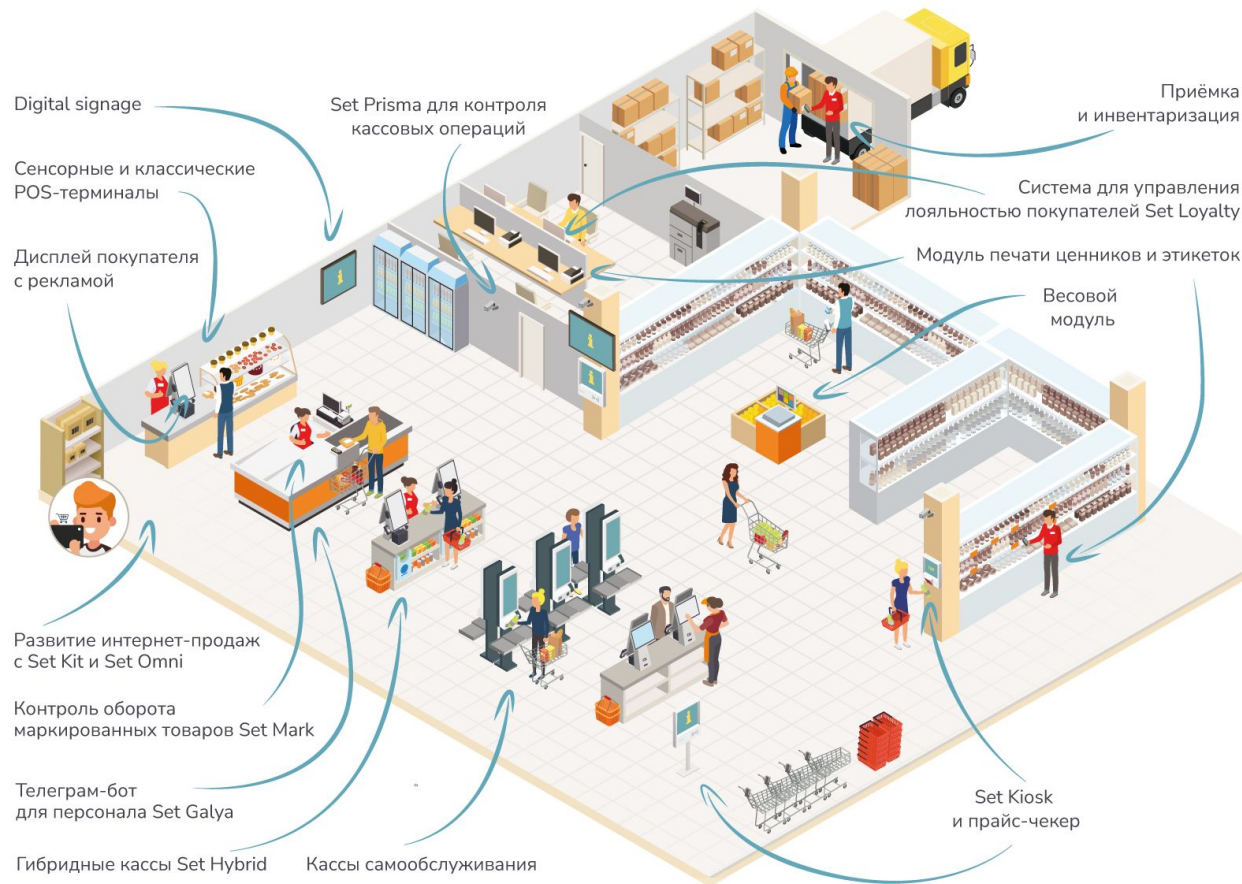 Digital signage
Сенсорные и классические
POS-терминалы
Дисплей покупателя
с рекламой
Set Prisma для контроля
кассовых операций
Приёмка
и инвентаризация
Система для управления
лояльностью покупателей Set Loyalty
Модуль печати ценников и этикеток
Весовой
модуль
Развитие интернет-продаж
с Set Kit и Set Omni
Контроль оборота
маркированных товаров Set Mark
Телеграм-бот
для персонала Set Galya
Гибридные кассы Set Hybrid
Кассы самообслуживания
Set Kiosk
и прайс-чекер